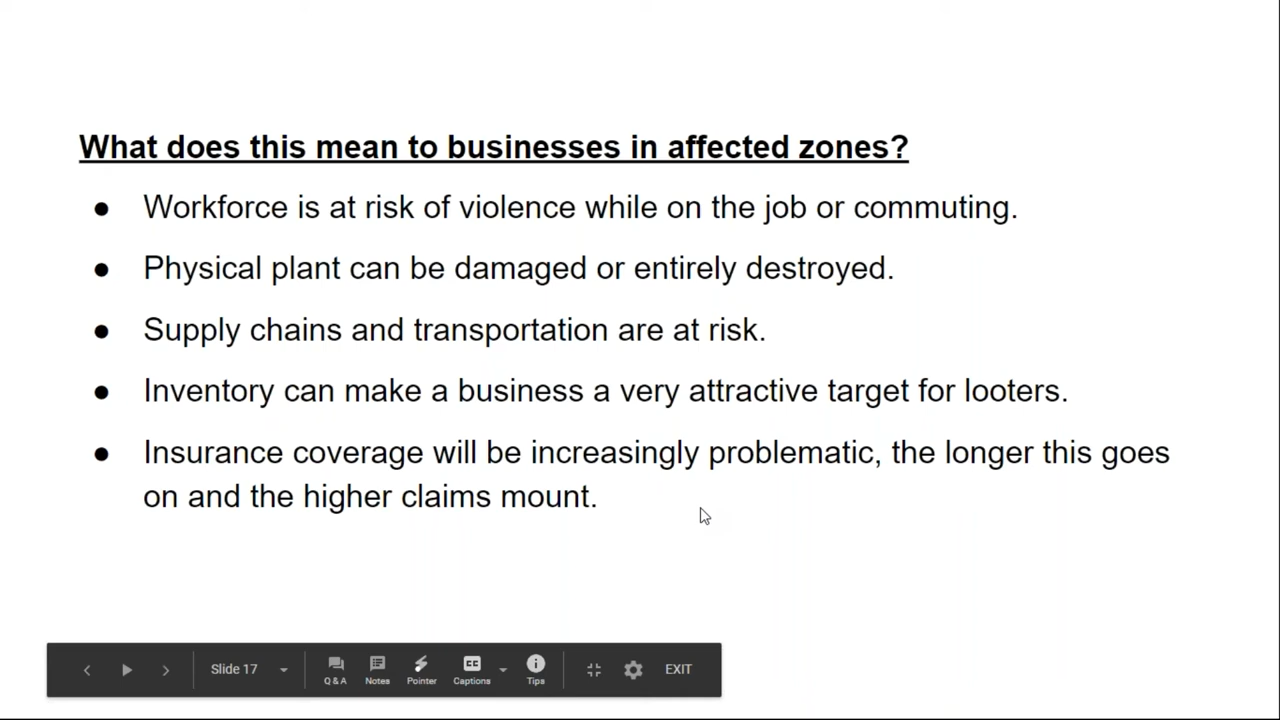 What does this mean to businesses in affected zones?
● Workforce is at risk of violence while on the job or commuting.
● Physical plant can be damaged or entirely destroyed.
● Supply chains and transportation are at risk.
● Inventory can make a business a very attractive target for looters.
● Insurance coverage will be increasingly problematic, the longer this goes
on and the higher claims mount.
Slide 17 Q & A Notes Pointer CC Captions Tips EXIT